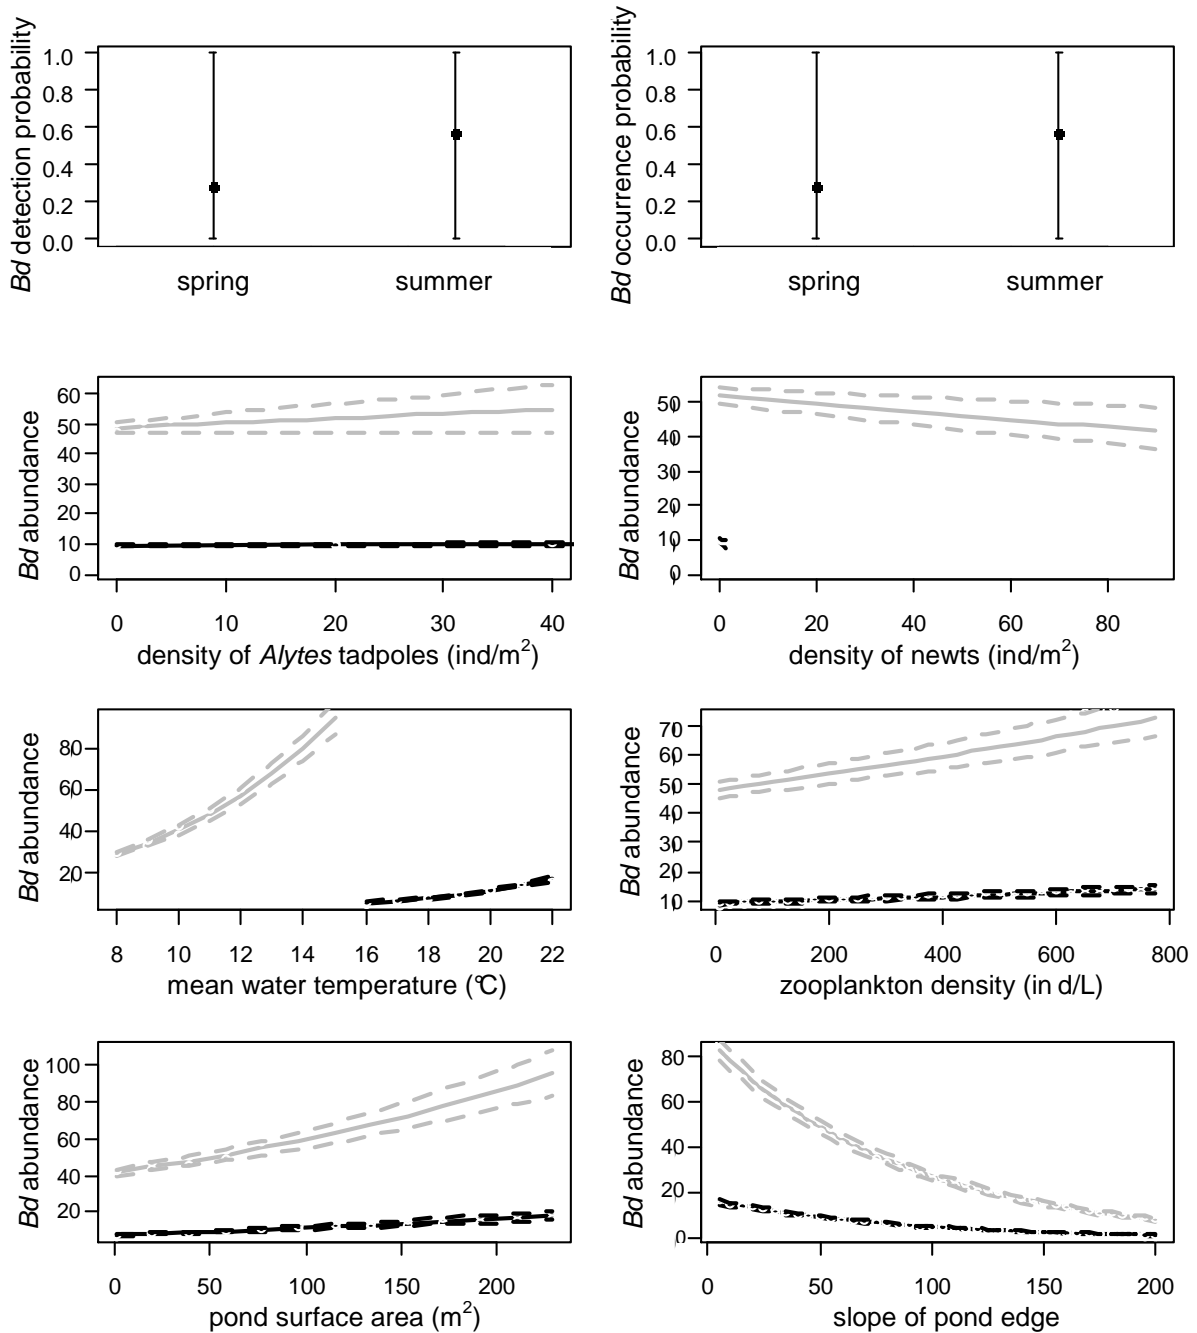 Bd detection probability
1.0
0.8
0.6
0.4
0.2
0.0
spring summer
Bd occurrence probability
1.0
0.8
0.6
0.4
0.2
0.0
spring summer
Bd abundance
60
50
40
30
20
10
0
0 10 20 30 40
density of Alytes tadpoles (ind/m²)
Bd abundance
50
40
30
20
10
0
0 20 40 60 80
density of newts (ind/m²)
Bd abundance
80
60
40
20
8 10 12 14 16 18 20 22
mean water temperature (°C)
Bd abundance
70
60
50
40
30
20
10
0 200 400 600 800
zooplankton density (in d/L)
Bd abundance
100
80
60
40
20
0 50 100 150 200
pond surface area (m²)
Bd abundance
80
60
40
20
0
0 50 100 150 200
slope of pond edge